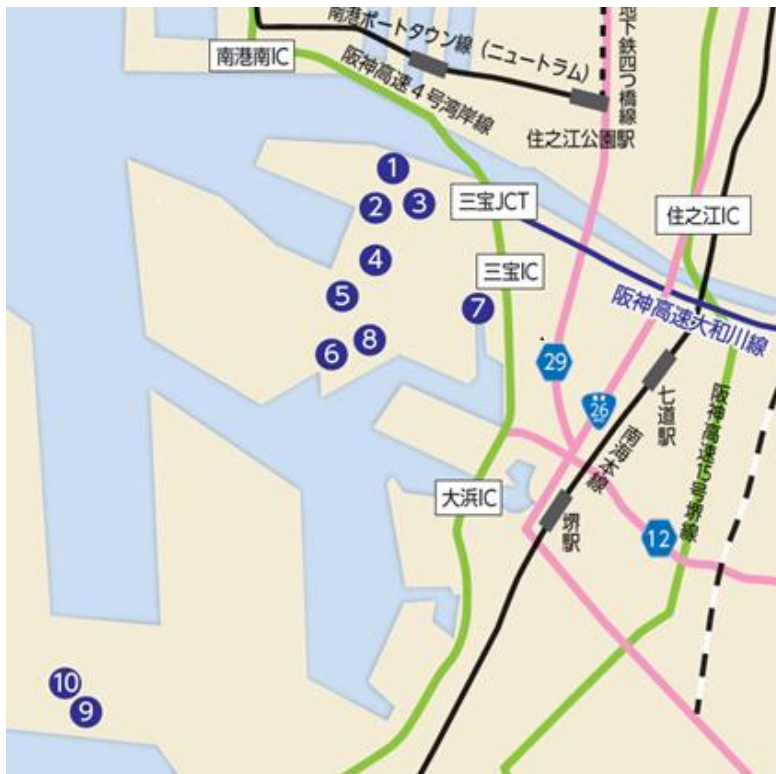 南港ポートタウン線（ニュートラム）
地下鉄四つ橋線
南港南IC
阪神高速4号湾岸線
住之江公園駅
1
2
3
三宝JCT
住之江IC
4
三宝IC
5
7
阪神高速大和川線
6
8
29
26
七道駅
阪神高速15号堺線
南海本線
大浜IC
堺駅
12
10
9